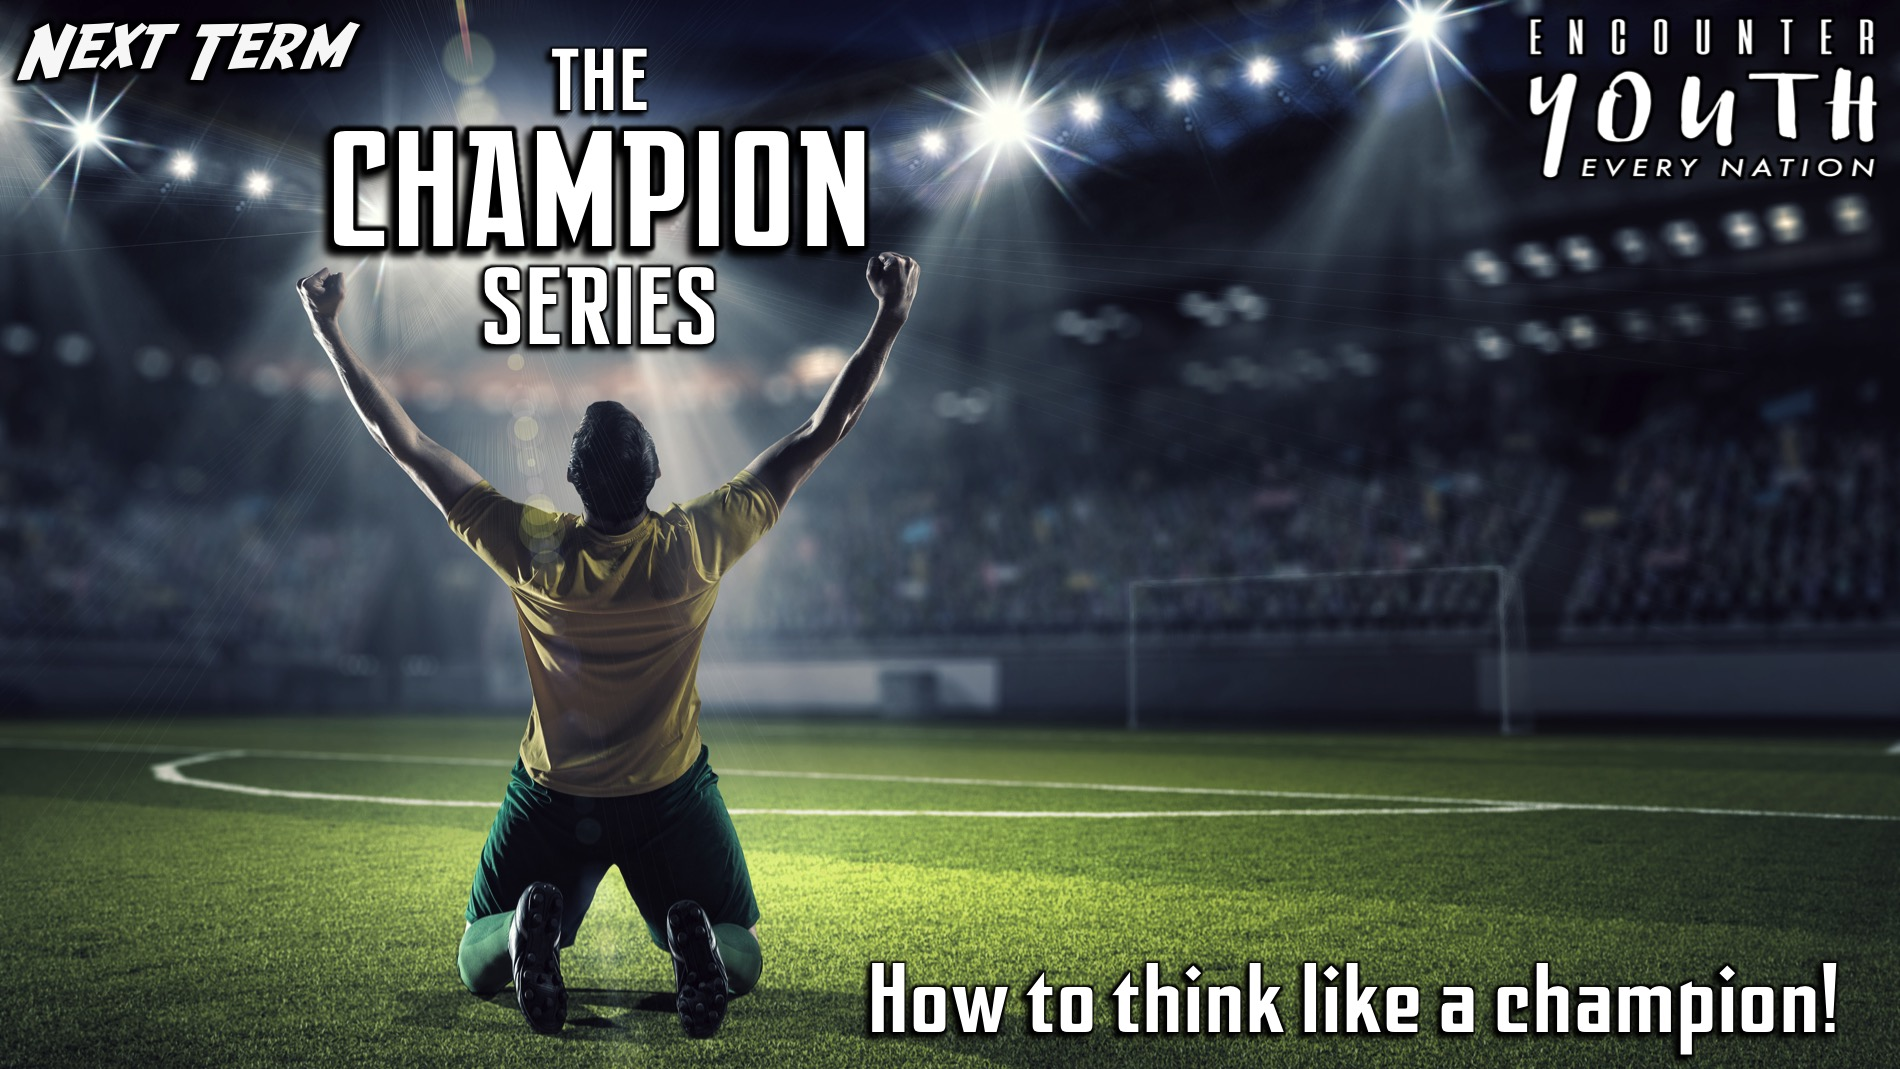 NEXT TERM
THE
CHAMPION
SERIES
ENCOUNTER
YOUTH
EVERY NATION
How to think like a champion!